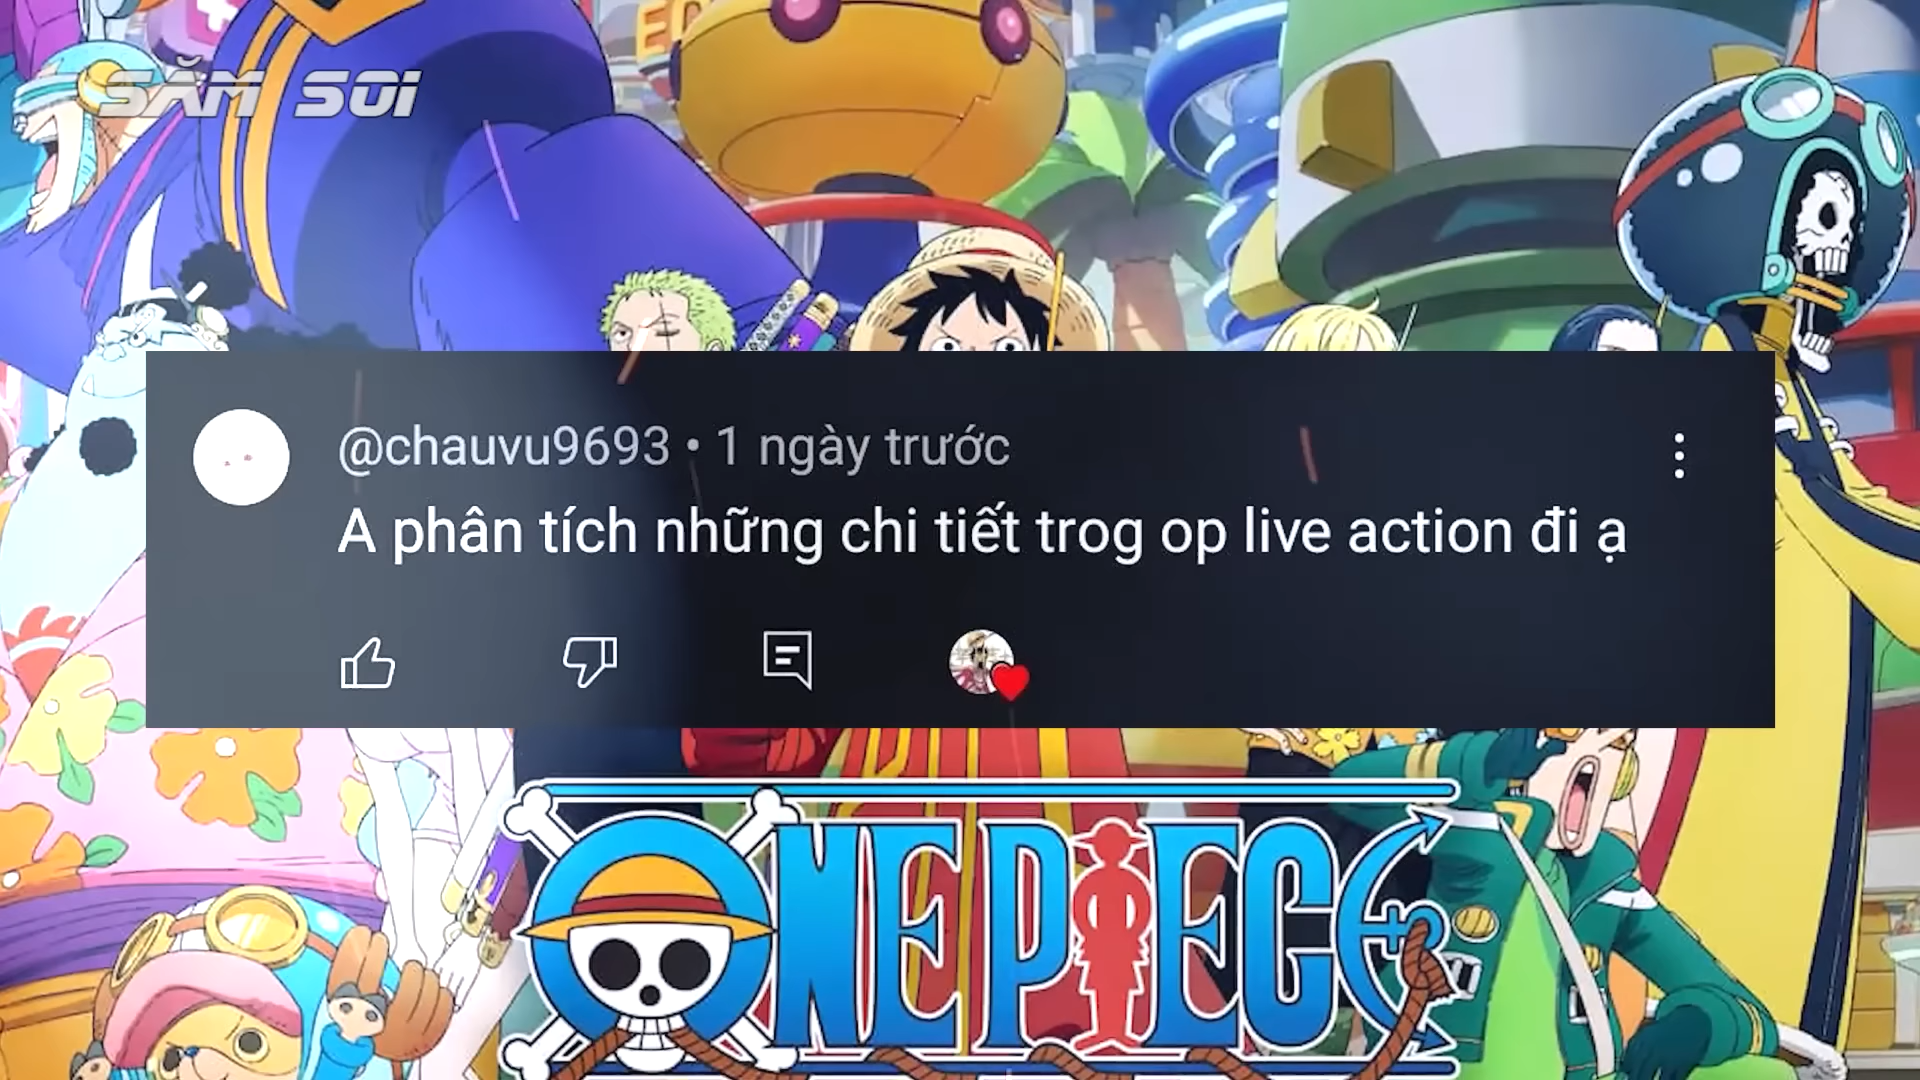 SĂM SOI
@chauvu9693 • 1 ngày trước
A phân tích những chi tiết trog op live action đi ạ
ONE PIECE